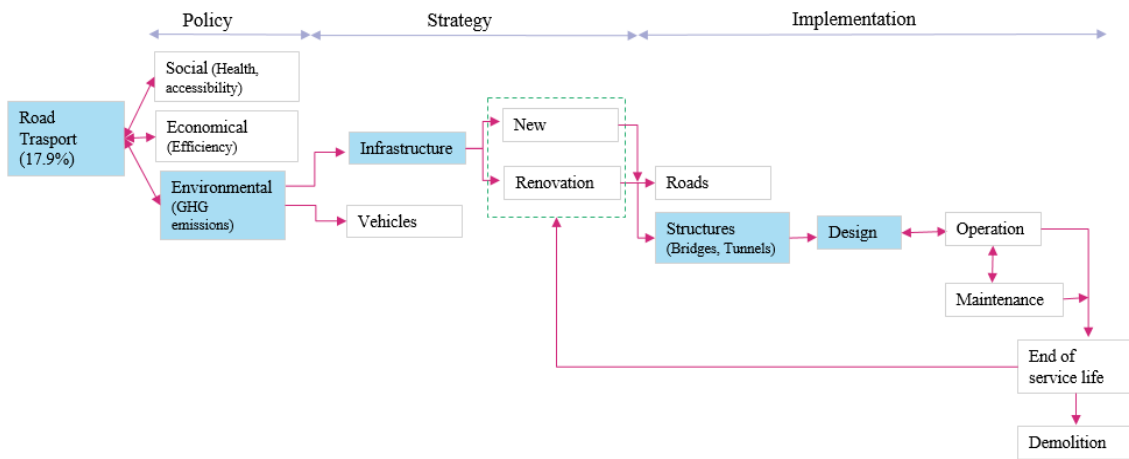 Policy
Strategy
Implementation
Social (Health,
accessibility)
Road
Trasport
(17.9%)
Economical
(Efficiency)
Environmental
(GHG
emissions)
Infrastructure
Vehicles
New
Renovation
Roads
Structures
(Bridges, Tunnels)
Design
Operation
Maintenance
End of
service life
Demolition